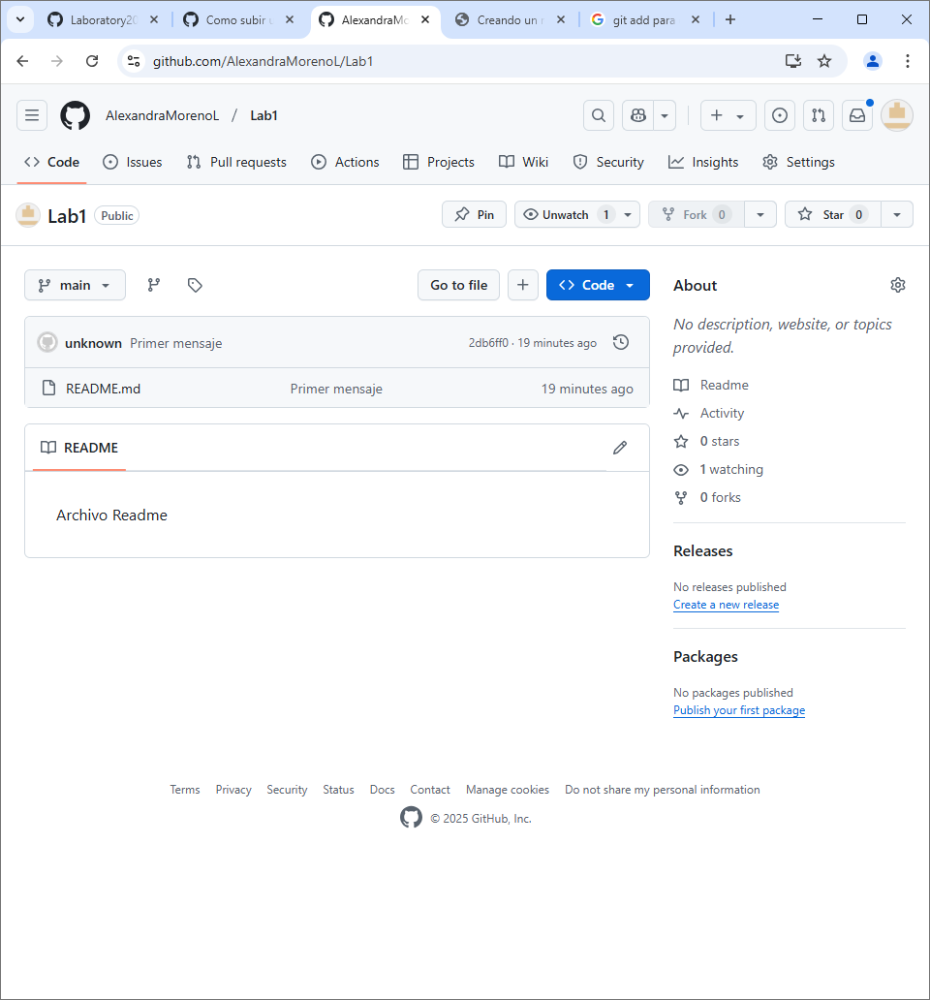 Laboratory20
Como subir u
AlexandraMo
Creando un r
git add para
github.com/AlexandraMorenoL/Lab1
AlexandraMorenoL / Lab1
Code Issues Pull requests Actions Projects Wiki Security Insights Settings
Lab1 Public Pin Unwatch 1 Fork 0 Star 0
main Go to file Code
unknown Primer mensaje 2db6ff0 · 19 minutes ago
README.md Primer mensaje 19 minutes ago
README
Archivo Readme
About
No description, website, or topics
provided.
Readme
Activity
0 stars
1 watching
0 forks
Releases
No releases published
Create a new release
Packages
No packages published
Publish your first package
Terms Privacy Security Status Docs Contact Manage cookies Do not share my personal information
© 2025 GitHub, Inc.